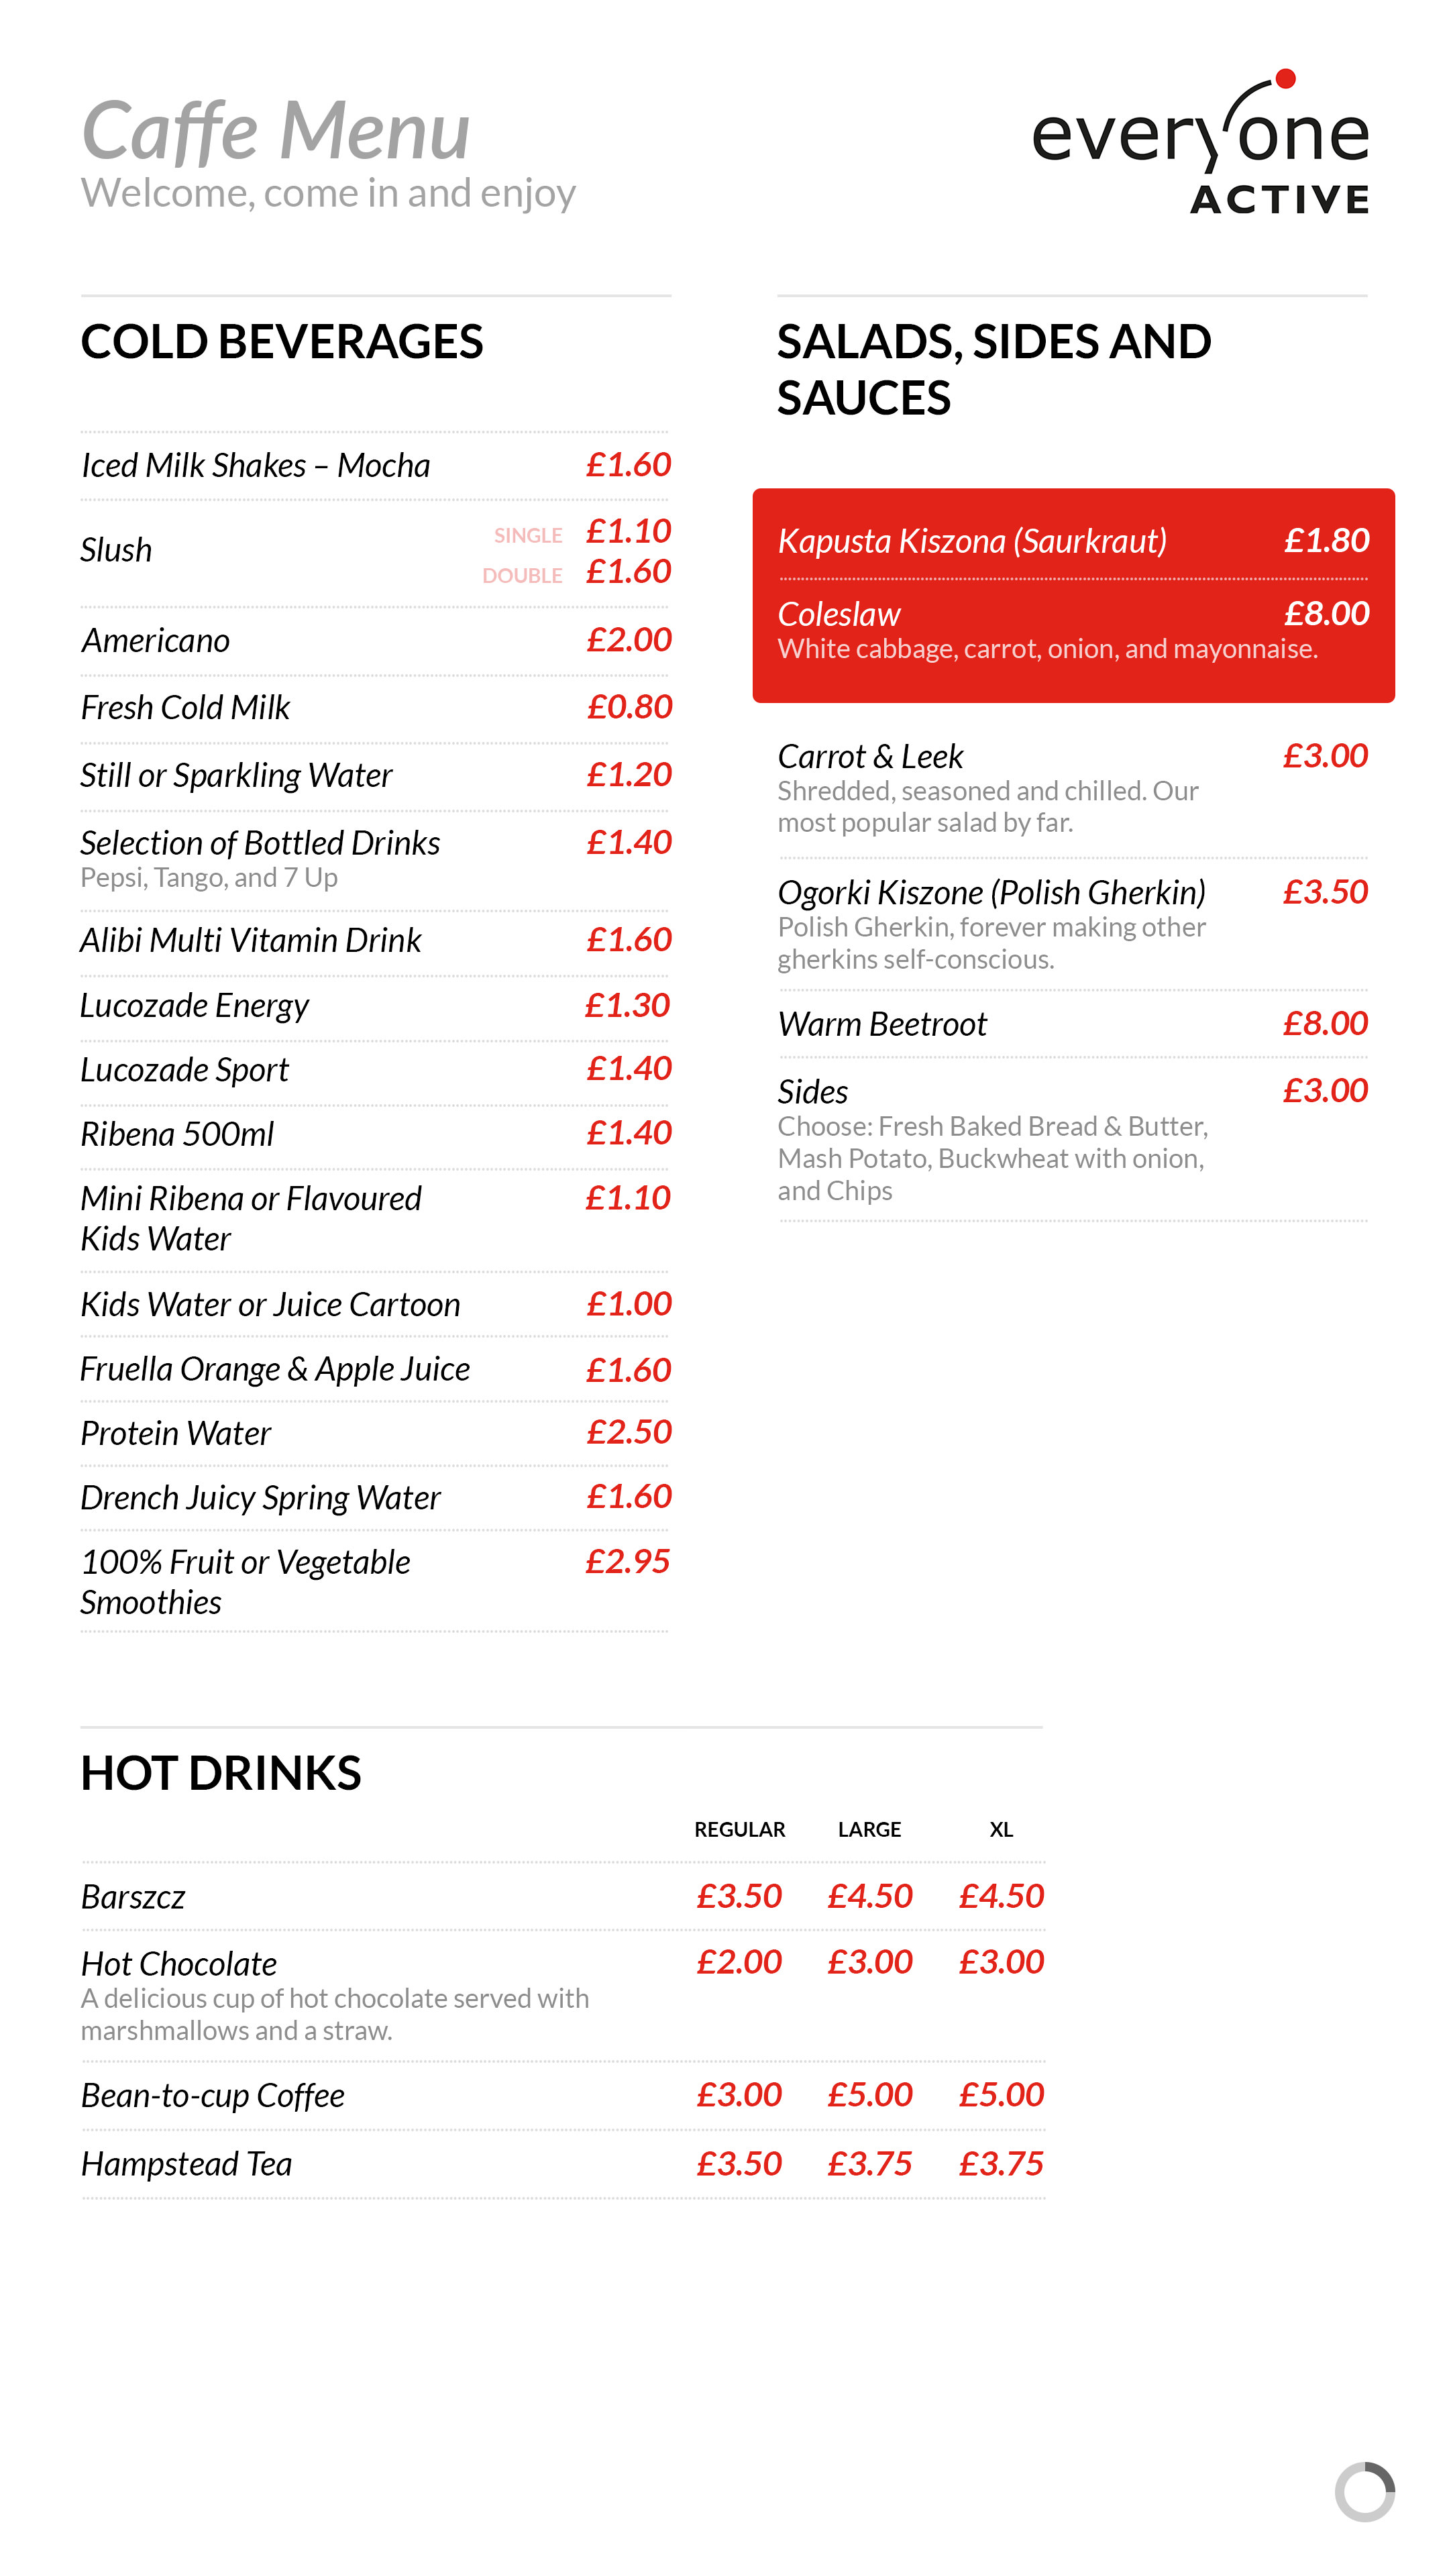 Caffe Menu
Welcome, come in and enjoy
everyone
ACTIVE
COLD BEVERAGES
Iced Milk Shakes – Mocha £1.60
Slush SINGLE £1.10
DOUBLE £1.60
Americano £2.00
Fresh Cold Milk £0.80
Still or Sparkling Water £1.20
Selection of Bottled Drinks £1.40
Pepsi, Tango, and 7 Up
Alibi Multi Vitamin Drink £1.60
Lucozade Energy £1.30
Lucozade Sport £1.40
Ribena 500ml £1.40
Mini Ribena or Flavoured £1.10
Kids Water
Kids Water or Juice Cartoon £1.00
Fruella Orange & Apple Juice £1.60
Protein Water £2.50
Drench Juicy Spring Water £1.60
100% Fruit or Vegetable £2.95
Smoothies
SALADS, SIDES AND
SAUCES
Kapusta Kiszona (Saurkraut) £1.80
Coleslaw £8.00
White cabbage, carrot, onion, and mayonnaise.
Carrot & Leek £3.00
Shredded, seasoned and chilled. Our
most popular salad by far.
Ogorki Kiszone (Polish Gherkin) £3.50
Polish Gherkin, forever making other
gherkins self-conscious.
Warm Beetroot £8.00
Sides £3.00
Choose: Fresh Baked Bread & Butter,
Mash Potato, Buckwheat with onion,
and Chips
HOT DRINKS
REGULAR LARGE XL
Barszcz £3.50 £4.50 £4.50
Hot Chocolate £2.00 £3.00 £3.00
A delicious cup of hot chocolate served with
marshmallows and a straw.
Bean-to-cup Coffee £3.00 £5.00 £5.00
Hampstead Tea £3.50 £3.75 £3.75